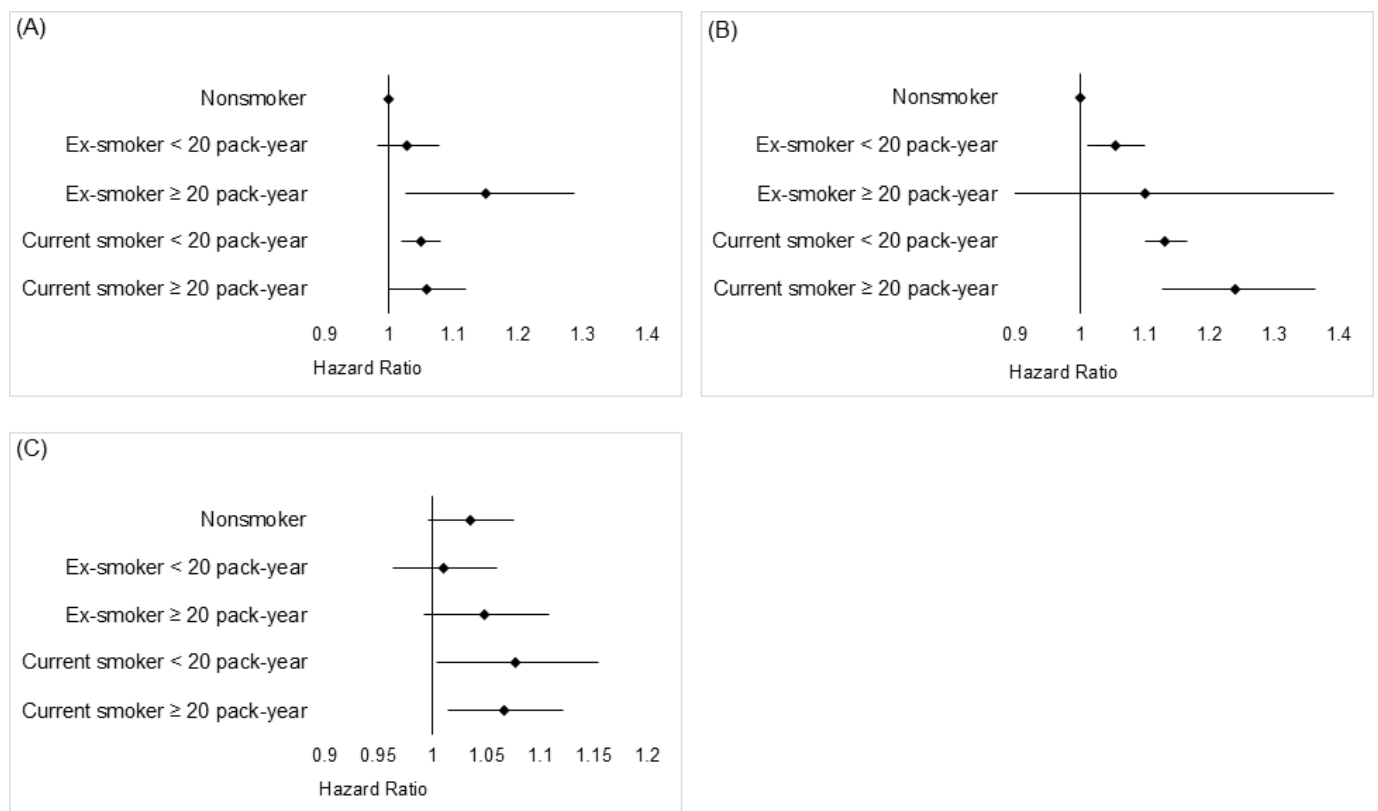 (A)
Nonsmoker
Ex-smoker < 20 pack-year
Ex-smoker ≥ 20 pack-year
Current smoker < 20 pack-year
Current smoker ≥ 20 pack-year
0.9 1 1.1 1.2 1.3 1.4
Hazard Ratio
(B)
Nonsmoker
Ex-smoker < 20 pack-year
Ex-smoker ≥ 20 pack-year
Current smoker < 20 pack-year
Current smoker ≥ 20 pack-year
0.9 1 1.1 1.2 1.3 1.4
Hazard Ratio
(C)
Nonsmoker
Ex-smoker < 20 pack-year
Ex-smoker ≥ 20 pack-year
Current smoker < 20 pack-year
Current smoker ≥ 20 pack-year
0.9 0.95 1 1.05 1.1 1.15 1.2
Hazard Ratio